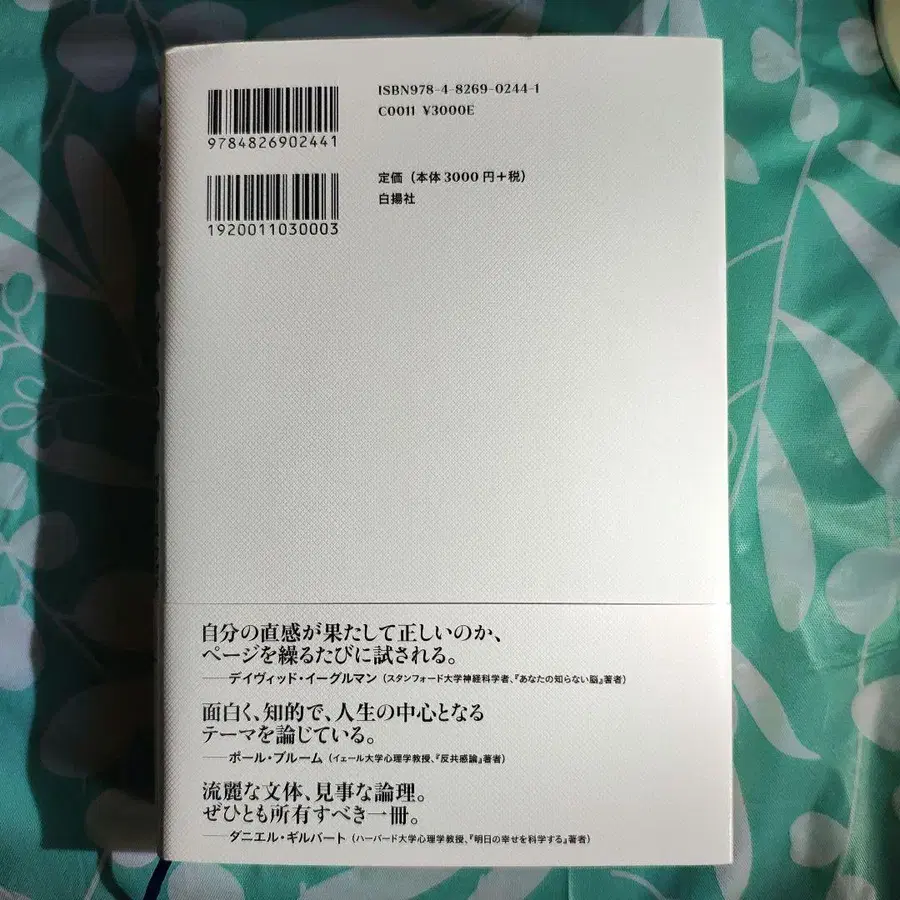 ISBN978-4-8269-0244-1
C0011 ¥3000E
9784826902441
定価（本体3000円＋税）
白揚社
1920011030003
自分の直感が果たして正しいのか、
ページを繰るたびに試される。
――デイヴィッド・イーグルマン（スタンフォード大学神経科学者、『あなたの知らない脳』著者）
面白く、知的で、人生の中心となる
テーマを論じている。
――ポール・ブルーム（イェール大学心理学教授、『反共感論』著者）
流麗な文体、見事な論理。
ぜひとも所有すべき一冊。
――ダニエル・ギルバート（ハーバード大学心理学教授、『明日の幸せを科学する』著者）